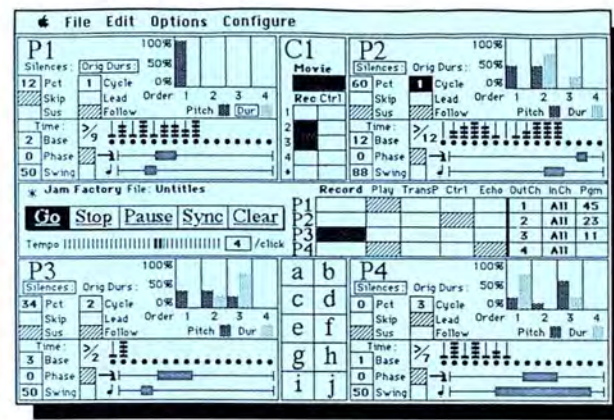 File Edit Options Configure
P1
100%
Silences: Orig Durs: 50%
12 Pct 1 Cycle 0%
Skip Lead Order 1 2 3 4
Sus Follow Pitch Dur
Time: >/9
2 Base
0 Phase
50 Swing
C1
Movie
Rec Ctrl
1
2
3
4
+
P2
100%
Silences: Orig Durs: 50%
60 Pct 1 Cycle 0%
Skip Lead Order 1 2 3 4
Sus Follow Pitch Dur
Time: >/12
12 Base
0 Phase
88 Swing
* Jam Factory File: Untitles
Go Stop Pause Sync Clear
Tempo 4 /click
Record Play TransP Ctrl Echo OutCh InCh Pgm
P1 1 All 45
P2 2 All 23
P3 3 All 11
P4 4 All
P3
100%
Silences: Orig Durs: 50%
34 Pct 2 Cycle 0%
Skip Lead Order 1 2 3 4
Sus Follow Pitch Dur
Time: >/2
3 Base
0 Phase
50 Swing
a b
c d
e f
g h
i j
P4
100%
Silences: Orig Durs: 50%
0 Pct 3 Cycle 0%
Skip Lead Order 1 2 3 4
Sus Follow Pitch Dur
Time: >/7
1 Base
0 Phase
50 Swing